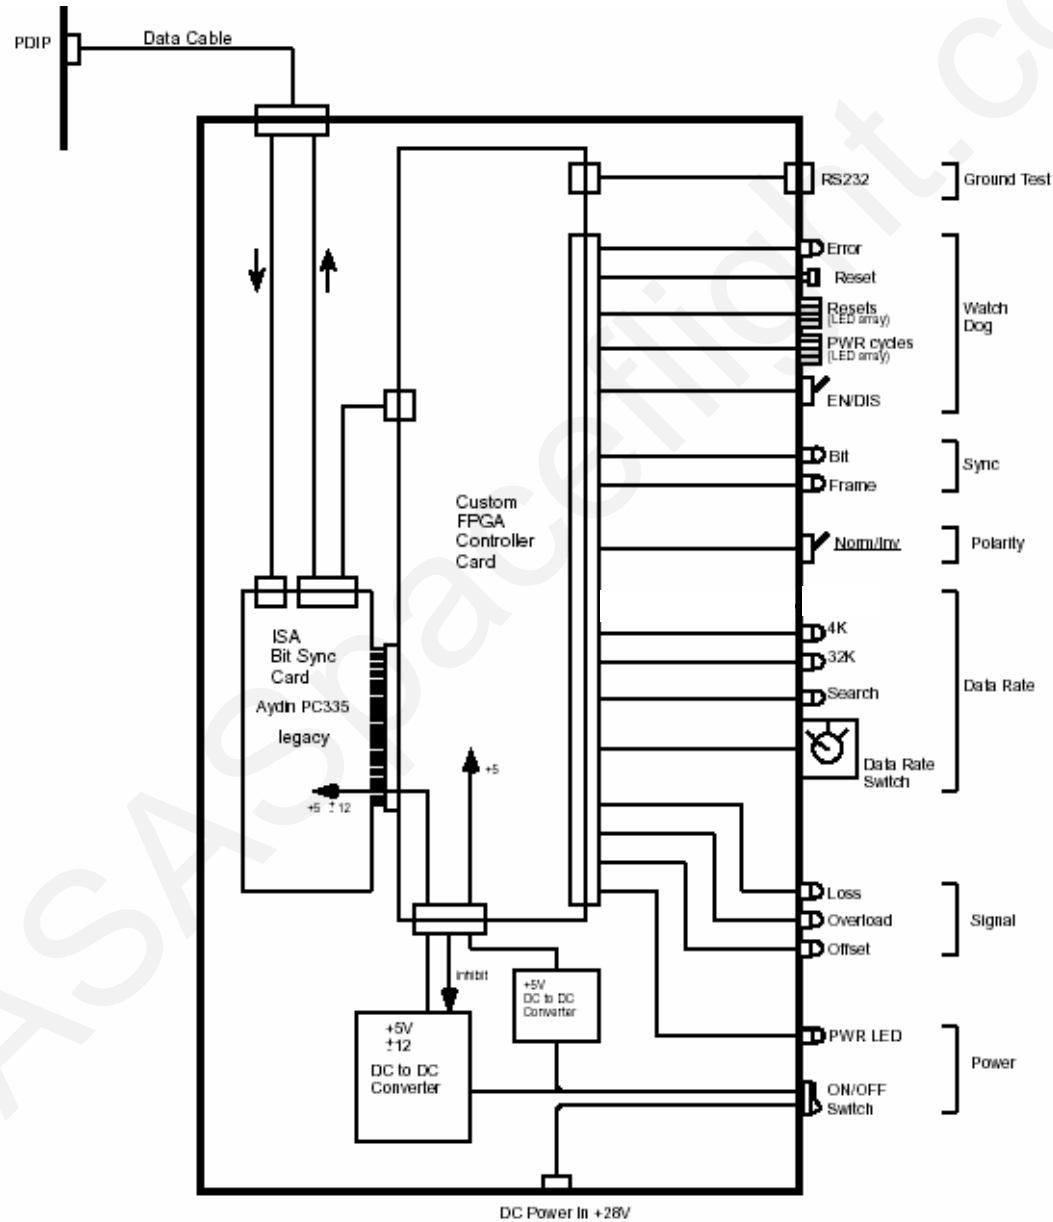 PDIP
Data Cable
RS232
Ground Test
Error
Reset
Resets
(LED array)
PWR cycles
(LED array)
EN/DIS
Watch
Dog
Bit
Frame
Sync
Norm/Inv
Polarity
Custom
FPGA
Controller
Card
ISA
Bit Sync
Card
Aydin PC335
legacy
+5 ±12
+5
4K
32K
Search
Data Rate
Switch
Data Rate
Loss
Overload
Offset
Signal
inhibit
+5V
DC to DC
Converter
+5V
±12
DC to DC
Converter
PWR LED
ON/OFF
Switch
Power
DC Power In +28V
ASASpaceflight.co